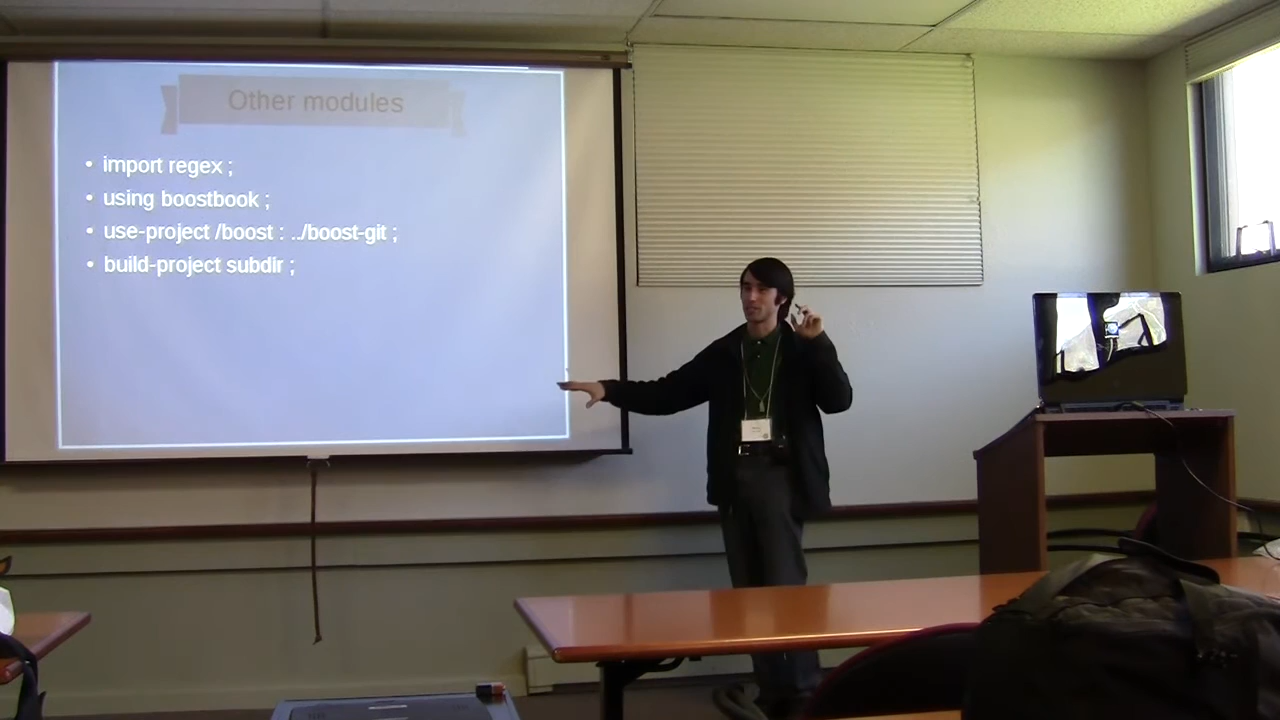 Other modules
• import regex ;
• using boostbook ;
• use-project /boost : ../boost-git ;
• build-project subdir ;